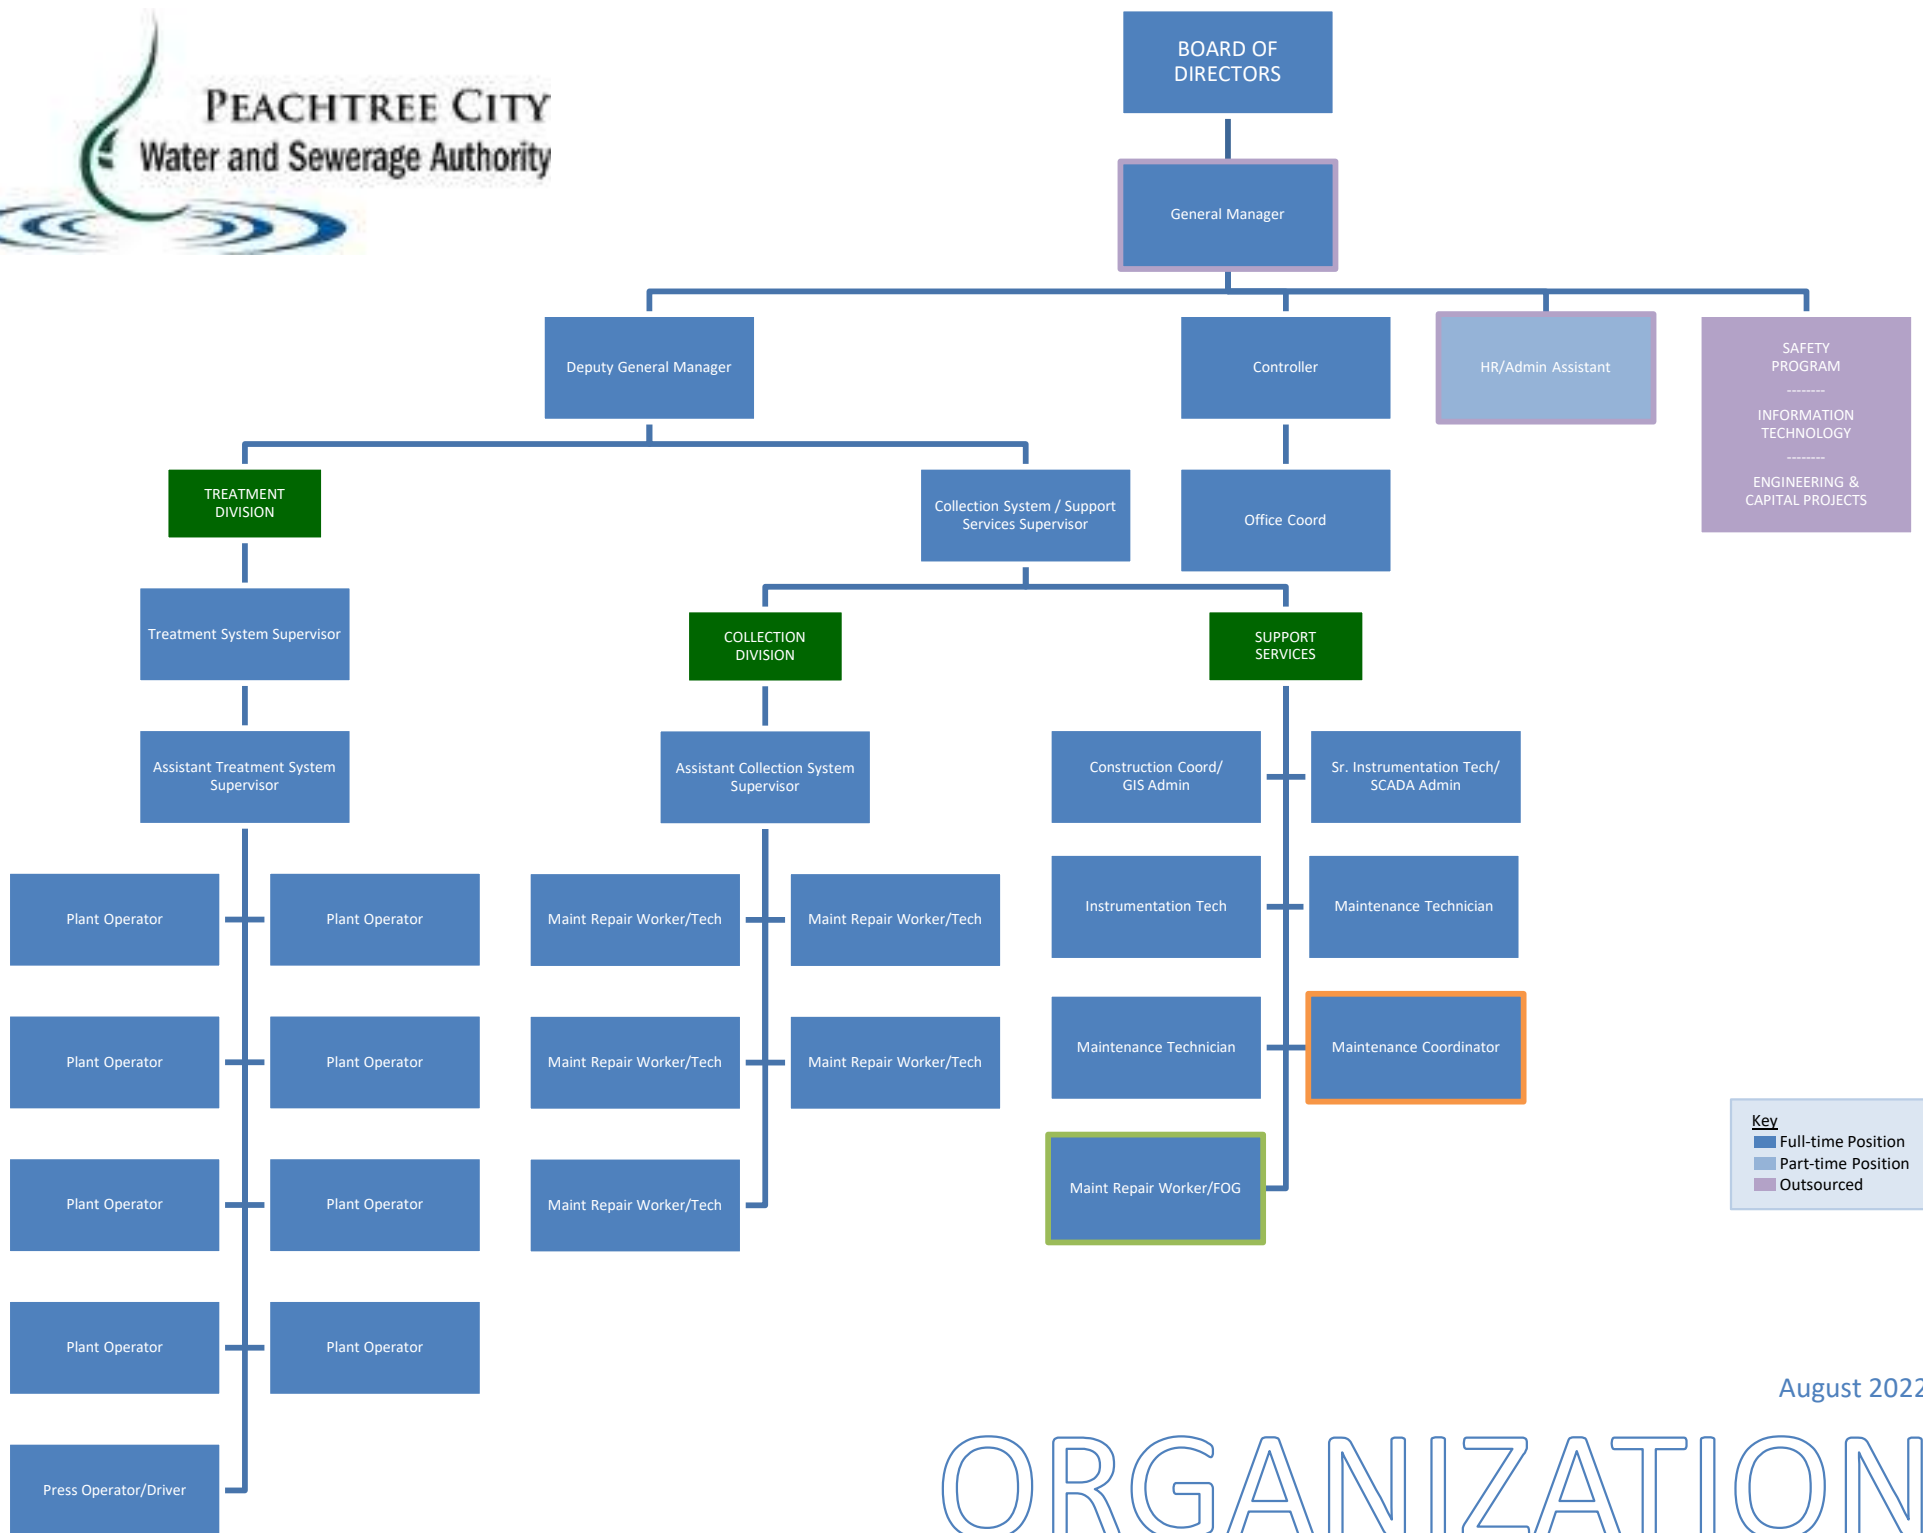 PEACHTREE CITY
Water and Sewerage Authority
BOARD OF
DIRECTORS
General Manager
Deputy General Manager
Controller
HR/Admin Assistant
SAFETY
PROGRAM
--------
INFORMATION
TECHNOLOGY
--------
ENGINEERING &
CAPITAL PROJECTS
TREATMENT
DIVISION
Collection System / Support
Services Supervisor
Office Coord
Treatment System Supervisor
COLLECTION
DIVISION
SUPPORT
SERVICES
Assistant Treatment System
Supervisor
Assistant Collection System
Supervisor
Construction Coord/
GIS Admin
Sr. Instrumentation Tech/
SCADA Admin
Plant Operator
Plant Operator
Maint Repair Worker/Tech
Maint Repair Worker/Tech
Instrumentation Tech
Maintenance Technician
Plant Operator
Plant Operator
Maint Repair Worker/Tech
Maint Repair Worker/Tech
Maintenance Technician
Maintenance Coordinator
Plant Operator
Plant Operator
Maint Repair Worker/Tech
Maint Repair Worker/FOG
Key
Full-time Position
Part-time Position
Outsourced
Plant Operator
Plant Operator
Press Operator/Driver
August 2022
ORGANIZATION